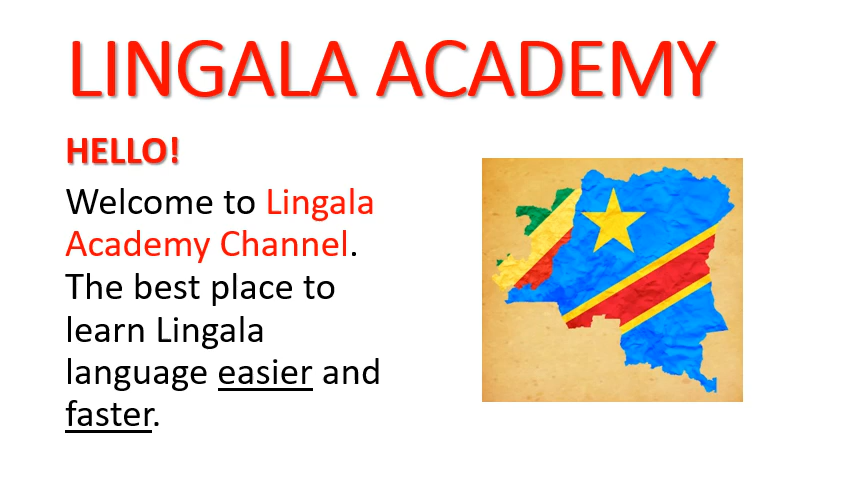 LINGALA ACADEMY
HELLO!
Welcome to Lingala
Academy Channel.
The best place to
learn Lingala
language easier and
faster.